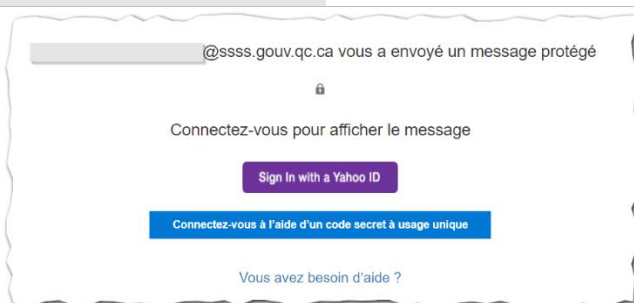 @ssss.gouv.qc.ca vous a envoyé un message protégé
Connectez-vous pour afficher le message
Sign In with a Yahoo ID
Connectez-vous à l'aide d'un code secret à usage unique
Vous avez besoin d'aide ?